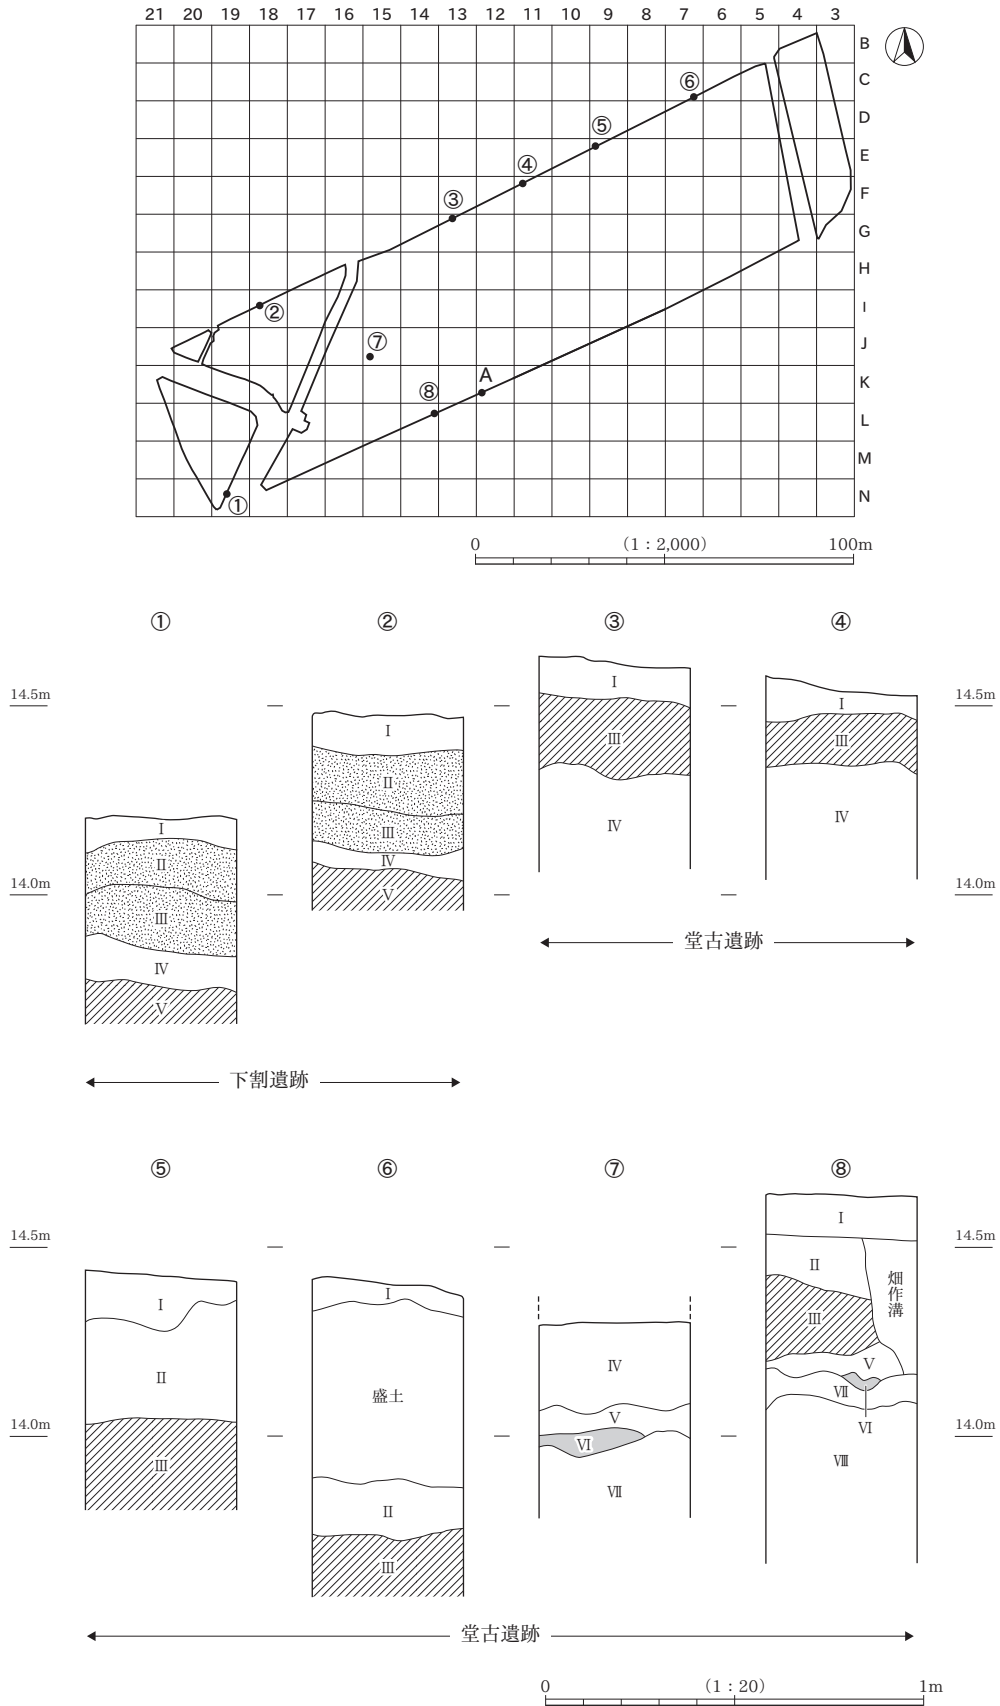 21 20 19 18 17 16 15 14 13 12 11 10 9 8 7 6 5 4 3
B
C
D
E
F
G
H
I
J
K
L
M
N
⑥
⑤
④
③
②
⑦
A
⑧
①
0 (1：2,000) 100m
① ② ③ ④
14.5m 14.5m
14.0m 14.0m
Ⅰ
Ⅱ
Ⅲ
Ⅳ
Ⅴ
Ⅰ
Ⅱ
Ⅲ
Ⅳ
Ⅴ
Ⅰ
Ⅲ
Ⅳ
Ⅰ
Ⅲ
Ⅳ
堂古遺跡
下割遺跡
⑤ ⑥ ⑦ ⑧
14.5m 14.5m
14.0m 14.0m
Ⅰ
Ⅱ
Ⅲ
Ⅰ
盛土
Ⅱ
Ⅲ
Ⅳ
Ⅴ
Ⅵ
Ⅶ
Ⅰ
Ⅱ
畑作溝
Ⅲ
Ⅴ
Ⅶ
Ⅵ
Ⅷ
堂古遺跡
0 (1：20) 1m